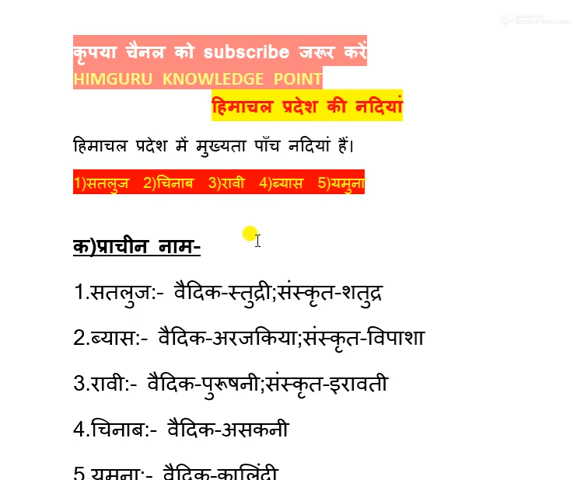 कृपया चैनल को subscribe जरूर करें
HIMGURU KNOWLEDGE POINT
हिमाचल प्रदेश की नदियां
हिमाचल प्रदेश में मुख्यता पाँच नदियां हैं।
1)सतलुज 2)चिनाब 3)रावी 4)ब्यास 5)यमुना
क)प्राचीन नाम-
1.सतलुज:- वैदिक-स्तुद्री;संस्कृत-शतुद्र
2.ब्यास:- वैदिक-अरजकिया;संस्कृत-विपाशा
3.रावी:- वैदिक-पुरूषनी;संस्कृत-इरावती
4.चिनाब:- वैदिक-असकनी
5.यमुना:- वैदिक-कालिंदी